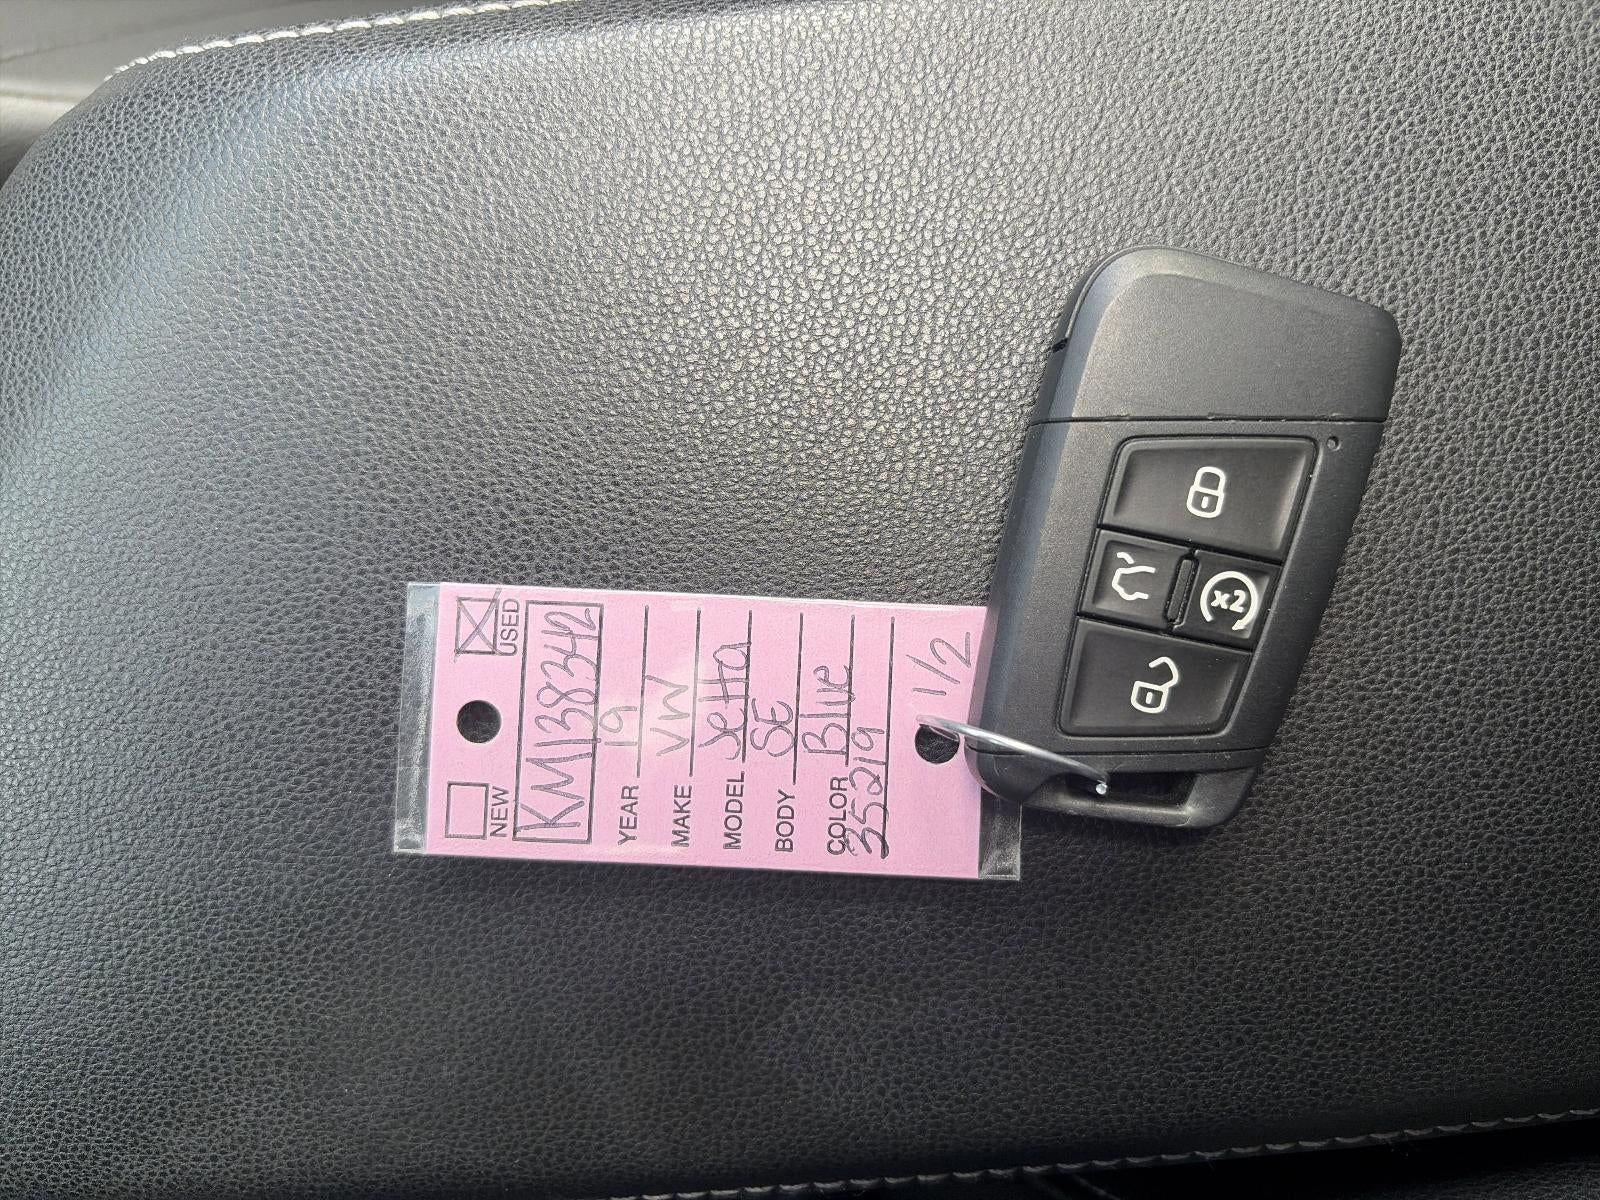 NEW USED
KM138342
YEAR 19
MAKE VW
MODEL Jetta
BODY SE
COLOR Blue
35219
1/2
x2